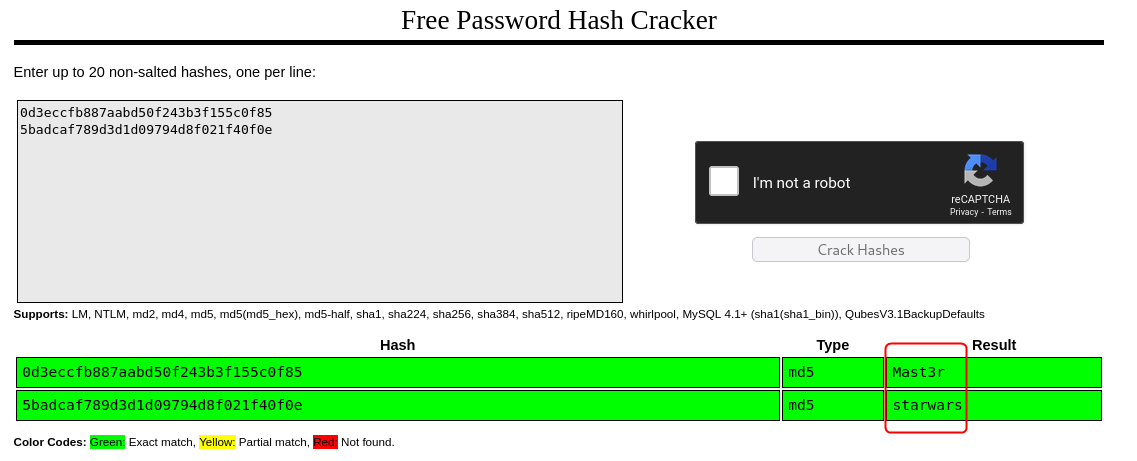 Free Password Hash Cracker
Enter up to 20 non-salted hashes, one per line:
0d3eccfb887aabd50f243b3f155c0f85
5badcaf789d3d1d09794d8f021f40f0e
I'm not a robot
reCAPTCHA
Privacy - Terms
Crack Hashes
Supports: LM, NTLM, md2, md4, md5, md5(md5_hex), md5-half, sha1, sha224, sha256, sha384, sha512, ripeMD160, whirlpool, MySQL 4.1+ (sha1(sha1_bin)), QubesV3.1BackupDefaults
Hash Type Result
0d3eccfb887aabd50f243b3f155c0f85 md5 Mast3r
5badcaf789d3d1d09794d8f021f40f0e md5 starwars
Color Codes: Green: Exact match, Yellow: Partial match, Red: Not found.